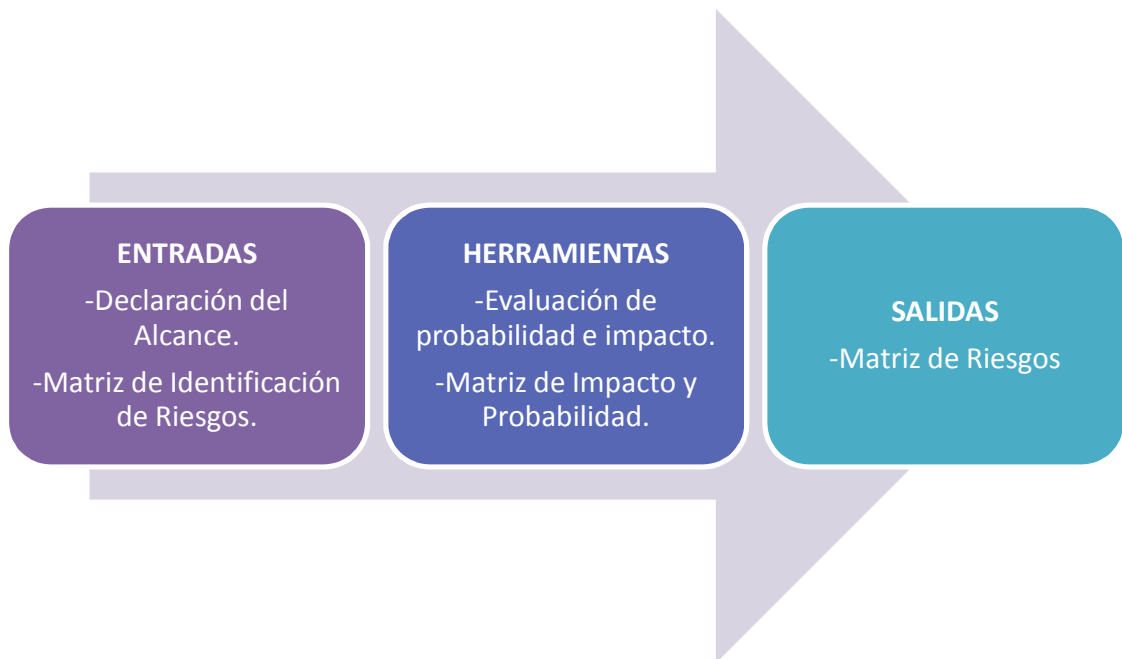 ENTRADAS
-Declaración del
Alcance.
-Matriz de Identificación
de Riesgos.
HERRAMIENTAS
-Evaluación de
probabilidad e impacto.
-Matriz de Impacto y
Probabilidad.
SALIDAS
-Matriz de Riesgos